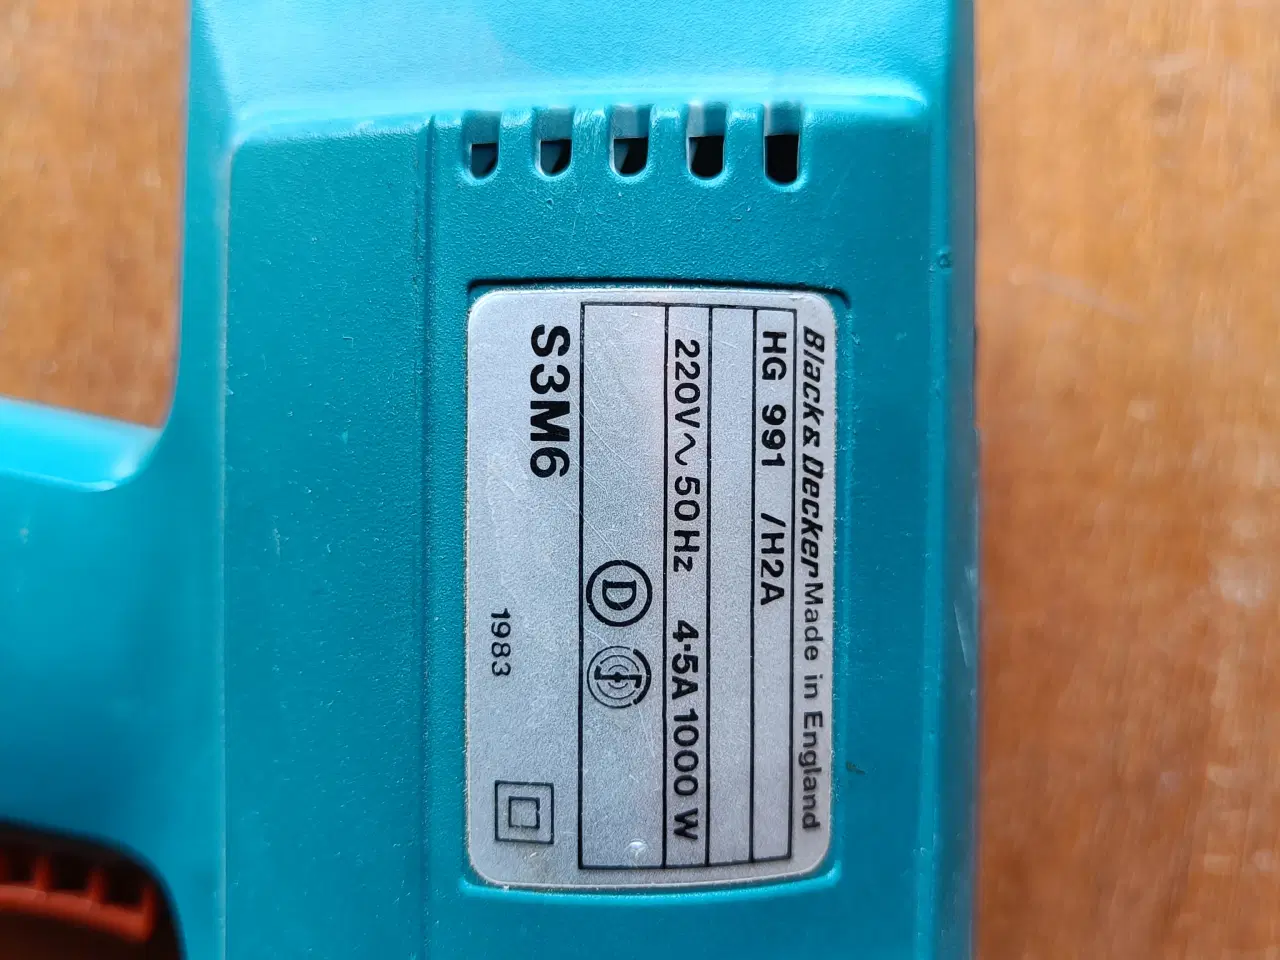 Black & Decker Made in England
HG 991 /H2A
220V~50Hz 4·5A 1000 W
D
S3M6
1983